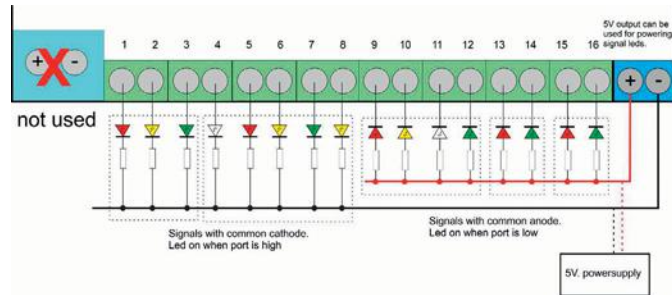 5V output can be
used for powering
signal leds.
1 2 3 4 5 6 7 8 9 10 11 12 13 14 15 16
+ X - + -
not used
Signals with common cathode.
Led on when port is high
Signals with common anode.
Led on when port is low
5V. powersupply